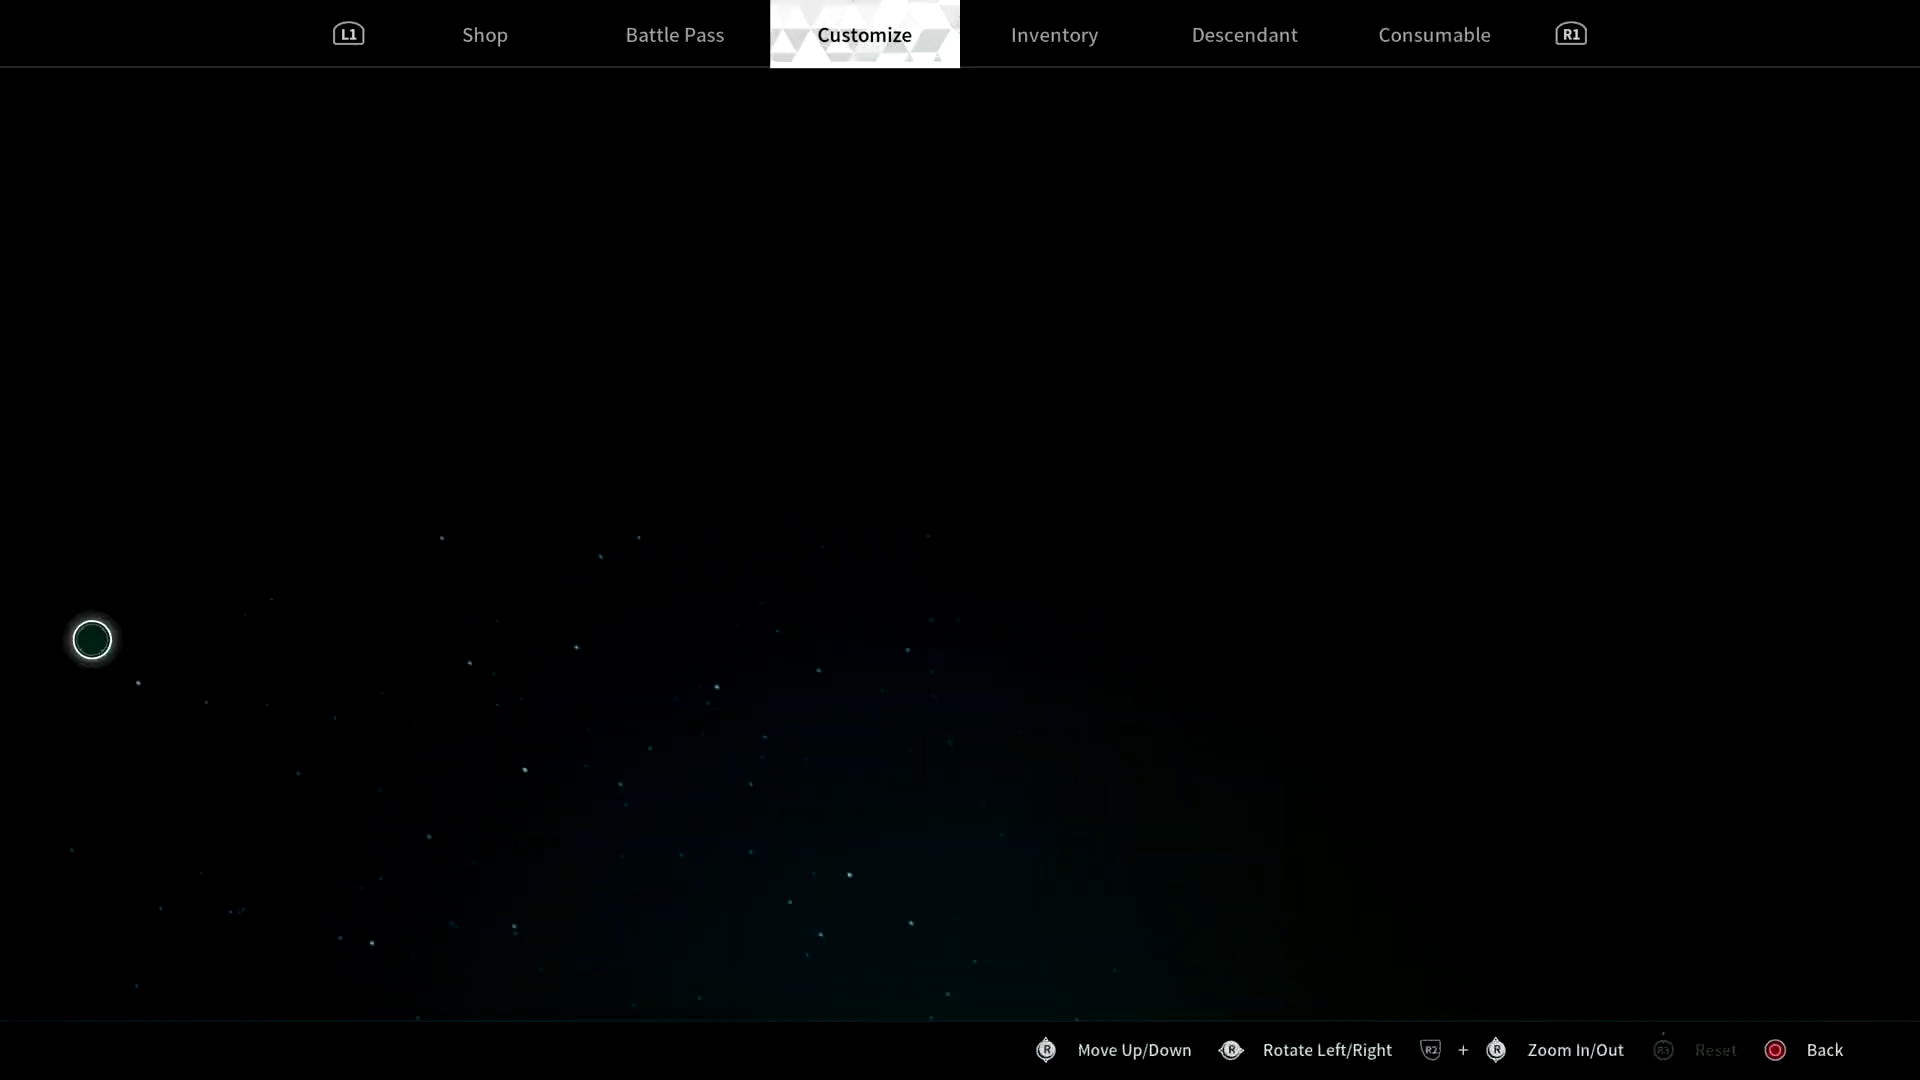 L1 Shop Battle Pass Customize Inventory Descendant Consumable R1
R Move Up/Down R Rotate Left/Right R2 + R Zoom In/Out R3 Reset Back